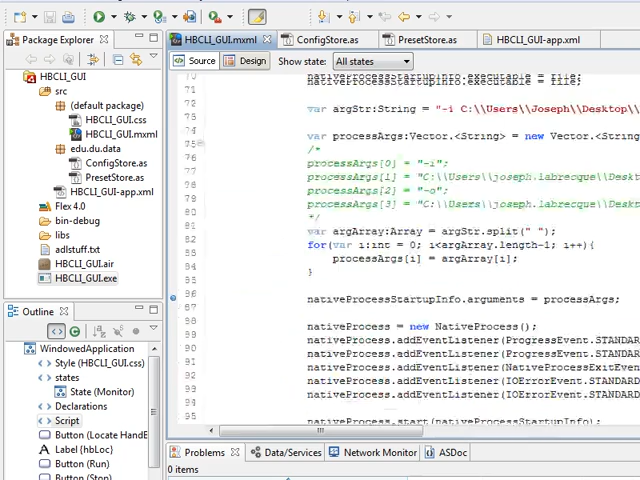 Package Explorer
HBCLI_GUI
src
(default package)
HBCLI_GUI.css
HBCLI_GUI.mxml
edu.du.data
ConfigStore.as
PresetStore.as
HBCLI_GUI-app.xml
Flex 4.0
bin-debug
libs
adlstuff.txt
HBCLI_GUI.air
HBCLI_GUI.exe
Outline
WindowedApplication
Style (HBCLI_GUI.css)
states
State (Monitor)
Declarations
Script
Button (Locate HandB
Label (hbLoc)
Button (Run)
Button (Stop)
HBCLI_GUI.mxml
ConfigStore.as
PresetStore.as
HBCLI_GUI-app.xml
Source
Design
Show state:
All states
nativeProcessStartupInfo.executable = file;
var argStr:String = "-i C:\\Users\\Joseph\\Desktop\
var processArgs:Vector.<String> = new Vector.<String
/*
processArgs[0] = "-i";
processArgs[1] = "C:\\Users\\joseph.labrecque\\Deskt
processArgs[2] = "-o";
processArgs[3] = "C:\\Users\\joseph.labrecque\\Deskt
*/
var argArray:Array = argStr.split(" ");
for(var i:int = 0; i<argArray.length-1; i++){
processArgs[i] = argArray[i];
}
nativeProcessStartupInfo.arguments = processArgs;
nativeProcess = new NativeProcess();
nativeProcess.addEventListener(ProgressEvent.STANDAR
nativeProcess.addEventListener(ProgressEvent.STANDAR
nativeProcess.addEventListener(NativeProcessExitEven
nativeProcess.addEventListener(IOErrorEvent.STANDARD
nativeProcess.addEventListener(IOErrorEvent.STANDARD
nativeProcess.start(nativeProcessStartupInfo);
Problems
Data/Services
Network Monitor
ASDoc
0 items